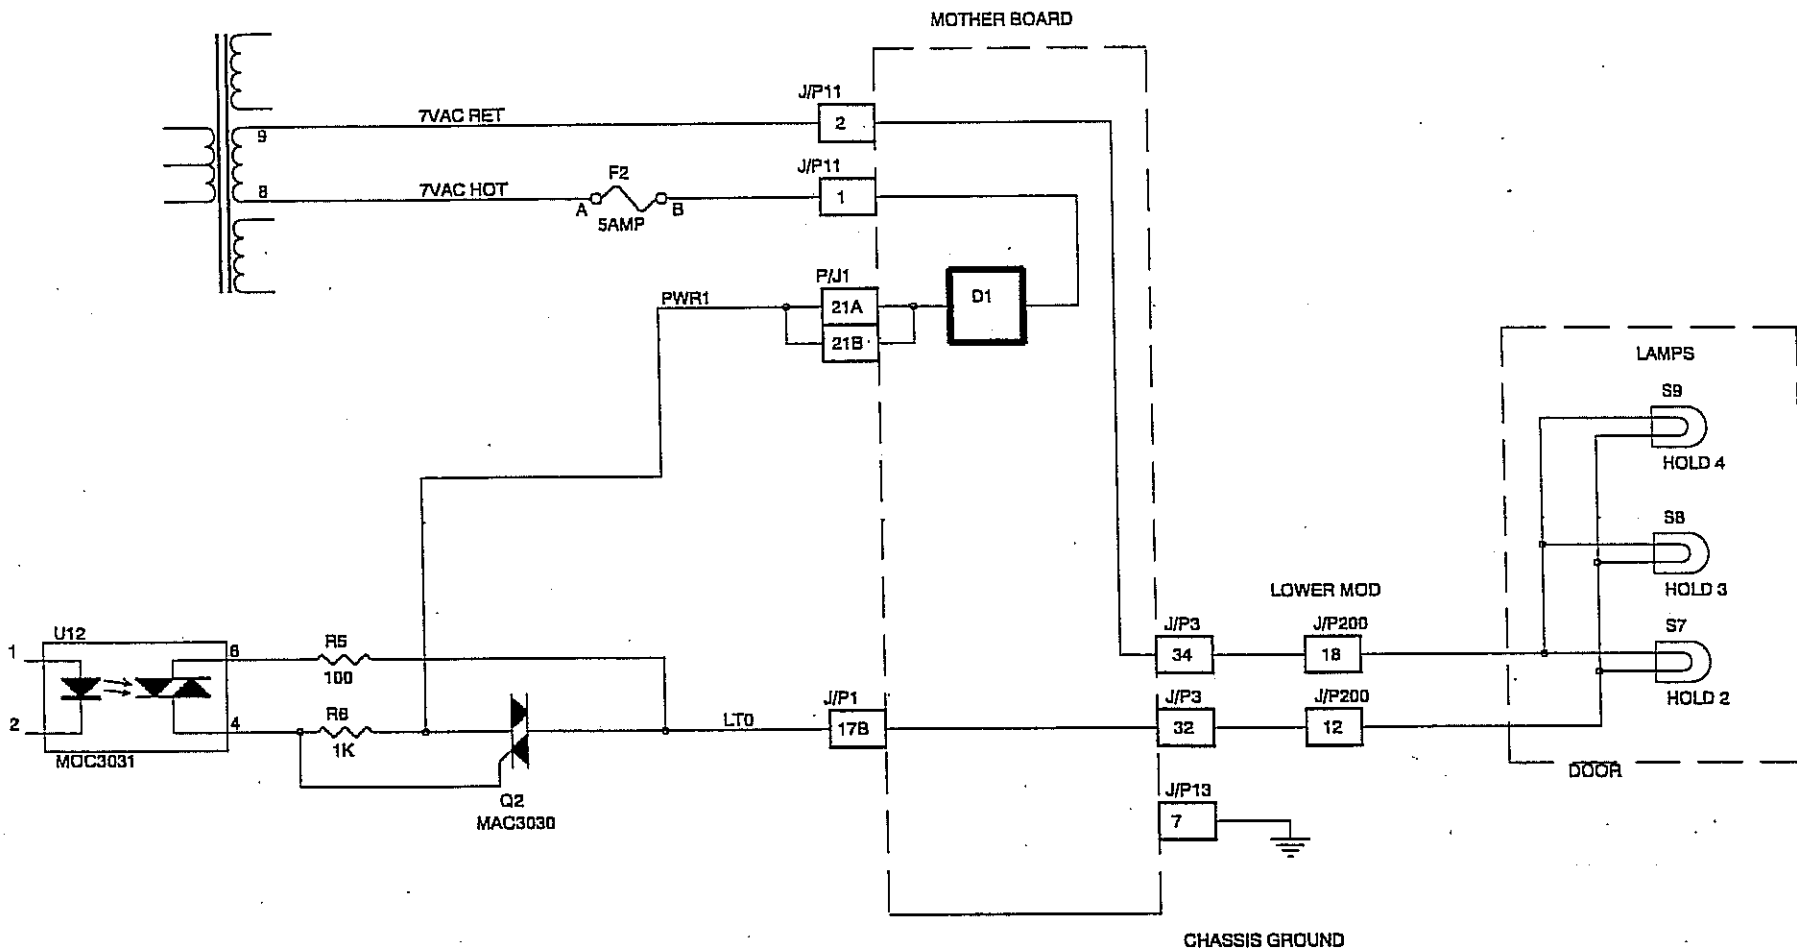 MOTHER BOARD
J/P11
7VAC RET
2
9
J/P11
F2
8
7VAC HOT
1
A
B
5AMP
P/J1
PWR1
21A
D1
21B
LAMPS
S9
HOLD 4
S8
LOWER MOD
HOLD 3
J/P3
J/P200
S7
U12
1
6
R5
34
18
100
HOLD 2
J/P1
J/P3
J/P200
2
4
R6
LT0
17B
32
12
1K
MOC3031
DOOR
Q2
J/P13
MAC3030
7
CHASSIS GROUND